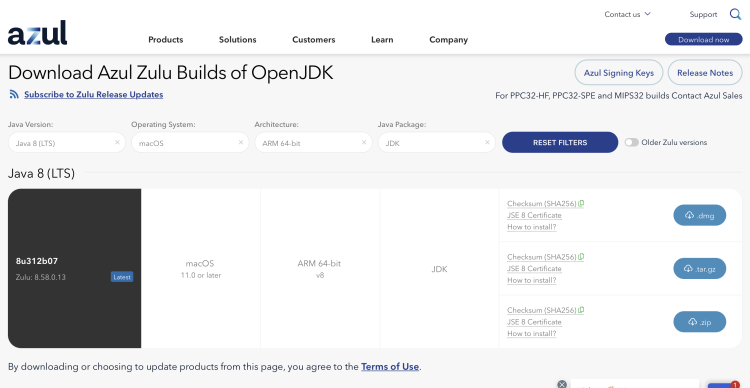 Contact us
Support
azul
Products
Solutions
Customers
Learn
Company
Download now
Download Azul Zulu Builds of OpenJDK
Azul Signing Keys
Release Notes
Subscribe to Zulu Release Updates
For PPC32-HF, PPC32-SPE and MIPS32 builds Contact Azul Sales
Java Version:
Operating System:
Architecture:
Java Package:
Java 8 (LTS) ×
macOS ×
ARM 64-bit ×
JDK ×
RESET FILTERS
Older Zulu versions
Java 8 (LTS)
8u312b07
Zulu: 8.58.0.13
Latest
macOS
11.0 or later
ARM 64-bit
v8
JDK
Checksum (SHA256)
JSE 8 Certificate
How to install?
.dmg
Checksum (SHA256)
JSE 8 Certificate
How to install?
.tar.gz
Checksum (SHA256)
JSE 8 Certificate
How to install?
.zip
By downloading or choosing to update products from this page, you agree to the Terms of Use.
1